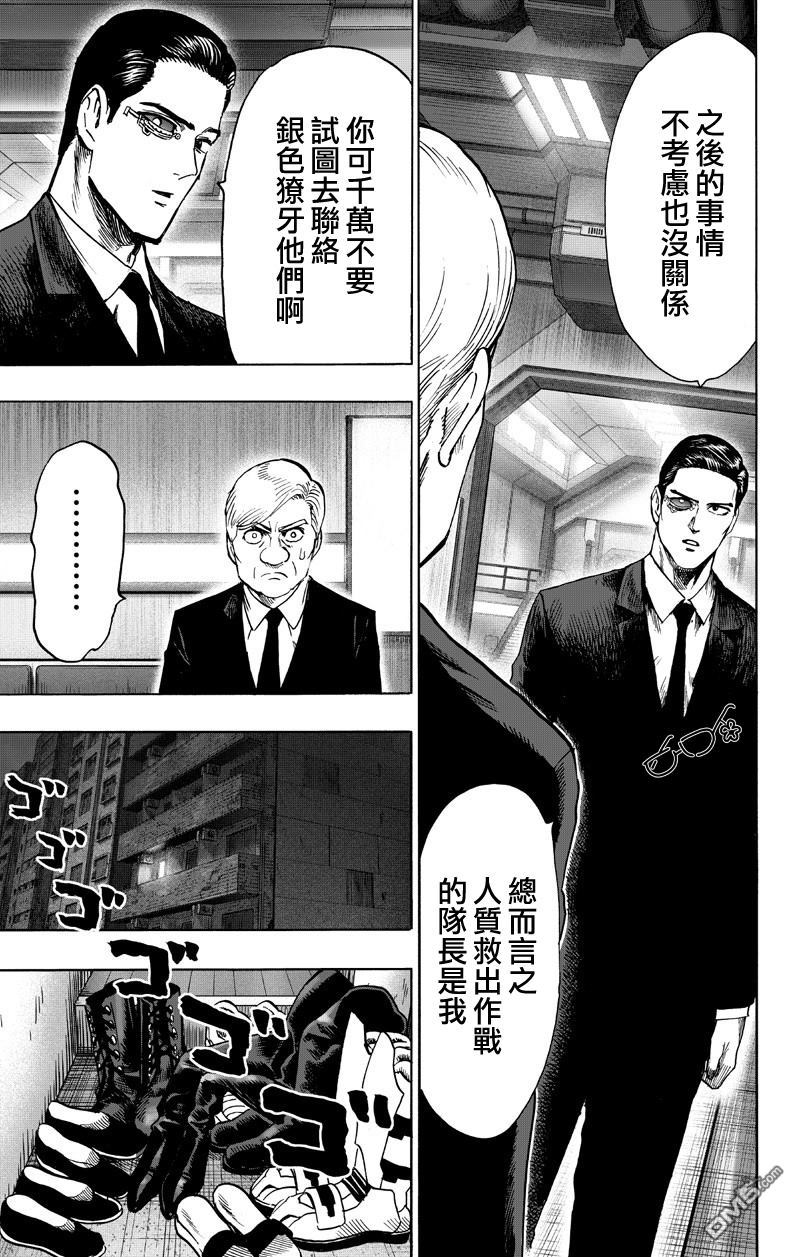 之後的事情
不考慮也沒關係
總而言之
人質救出作戰
的隊長是我
你可千萬不要
試圖去聯絡
銀色獠牙他們啊
………
ゴゴゴ
ゴゴゴ
DM5.com